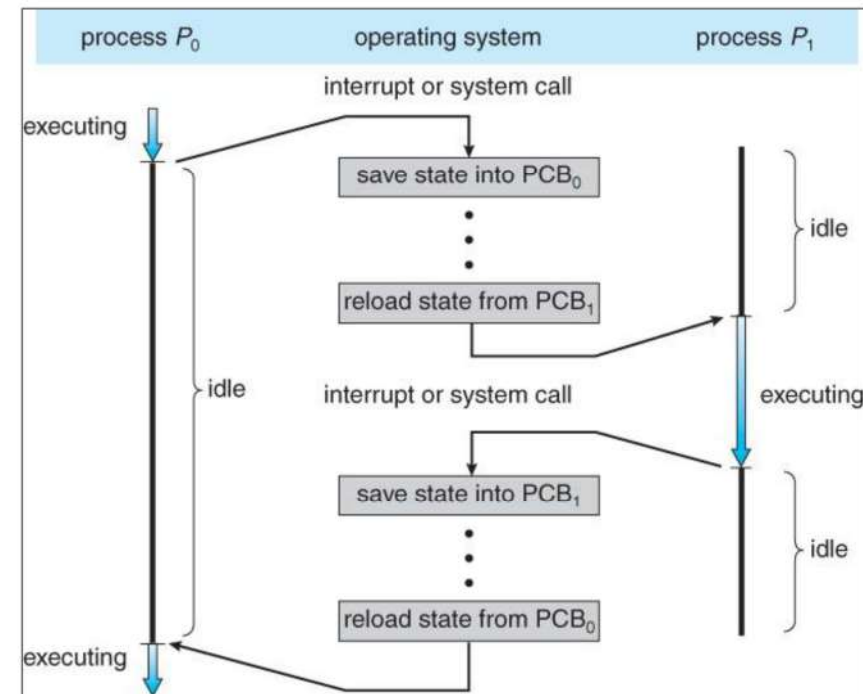 process P₀ operating system process P₁
interrupt or system call
executing
save state into PCB₀
idle
reload state from PCB₁
idle
interrupt or system call
executing
save state into PCB₁
idle
reload state from PCB₀
executing